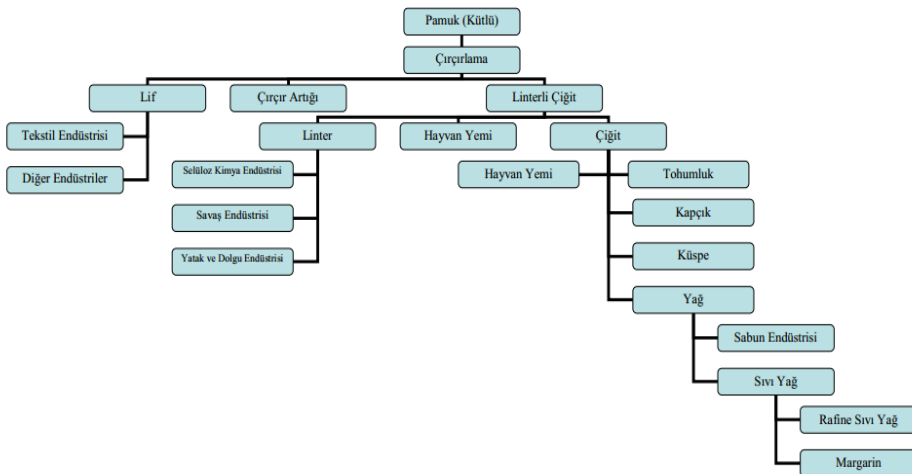 Pamuk (Kütlü)
Çırçırlama
Lif
Çırçır Artığı
Linterli Çiğit
Tekstil Endüstrisi
Linter
Hayvan Yemi
Çiğit
Diğer Endüstriler
Selüloz Kimya Endüstrisi
Hayvan Yemi
Tohumluk
Savaş Endüstrisi
Kapçık
Yatak ve Dolgu Endüstrisi
Küspe
Yağ
Sabun Endüstrisi
Sıvı Yağ
Rafine Sıvı Yağ
Margarin